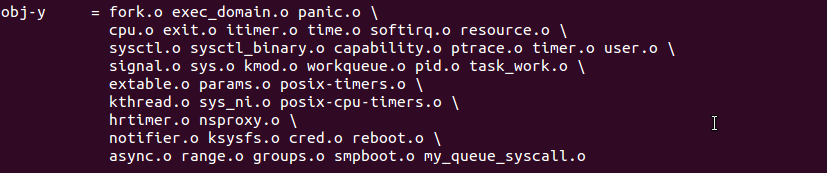 obj-y     = fork.o exec_domain.o panic.o \
            cpu.o exit.o itimer.o time.o softirq.o resource.o \
            sysctl.o sysctl_binary.o capability.o ptrace.o timer.o user.o \
            signal.o sys.o kmod.o workqueue.o pid.o task_work.o \
            extable.o params.o posix-timers.o \
            kthread.o sys_ni.o posix-cpu-timers.o \
            hrtimer.o nsproxy.o \
            notifier.o ksysfs.o cred.o reboot.o \
            async.o range.o groups.o smpboot.o my_queue_syscall.o